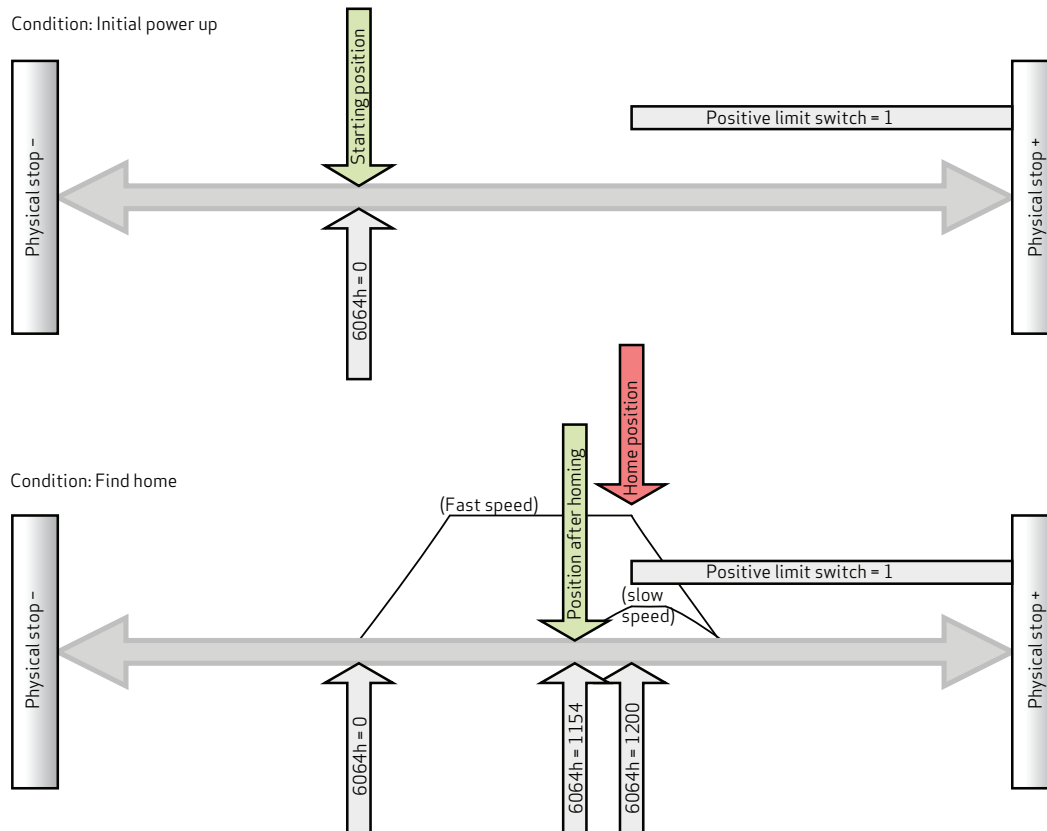 Condition: Initial power up
Starting position
Positive limit switch = 1
Physical stop –
Physical stop +
6064h = 0
Home position
Position after homing
Condition: Find home
(Fast speed)
Positive limit switch = 1
(slow
speed)
Physical stop –
Physical stop +
6064h = 0
6064h = 1154
6064h = 1200